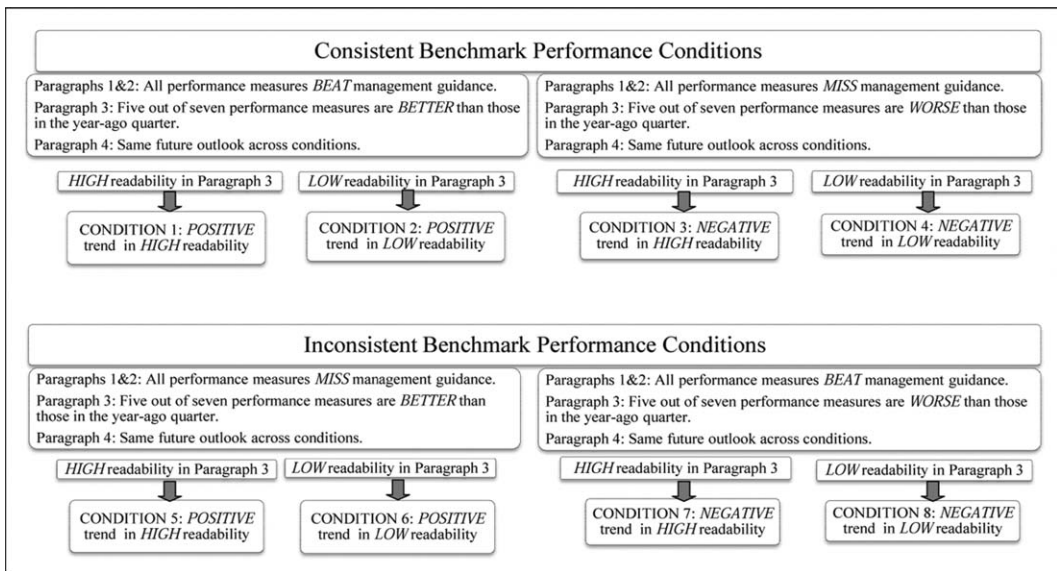 Consistent Benchmark Performance Conditions
Paragraphs 1&2: All performance measures BEAT management guidance.
Paragraph 3: Five out of seven performance measures are BETTER than those
in the year-ago quarter.
Paragraph 4: Same future outlook across conditions.
Paragraphs 1&2: All performance measures MISS management guidance.
Paragraph 3: Five out of seven performance measures are WORSE than those
in the year-ago quarter.
Paragraph 4: Same future outlook across conditions.
HIGH readability in Paragraph 3
LOW readability in Paragraph 3
HIGH readability in Paragraph 3
LOW readability in Paragraph 3
CONDITION 1: POSITIVE
trend in HIGH readability
CONDITION 2: POSITIVE
trend in LOW readability
CONDITION 3: NEGATIVE
trend in HIGH readability
CONDITION 4: NEGATIVE
trend in LOW readability
Inconsistent Benchmark Performance Conditions
Paragraphs 1&2: All performance measures MISS management guidance.
Paragraph 3: Five out of seven performance measures are BETTER than
those in the year-ago quarter.
Paragraph 4: Same future outlook across conditions.
Paragraphs 1&2: All performance measures BEAT management guidance.
Paragraph 3: Five out of seven performance measures are WORSE than those
in the year-ago quarter.
Paragraph 4: Same future outlook across conditions.
HIGH readability in Paragraph 3
LOW readability in Paragraph 3
HIGH readability in Paragraph 3
LOW readability in Paragraph 3
CONDITION 5: POSITIVE
trend in HIGH readability
CONDITION 6: POSITIVE
trend in LOW readability
CONDITION 7: NEGATIVE
trend in HIGH readability
CONDITION 8: NEGATIVE
trend in LOW readability